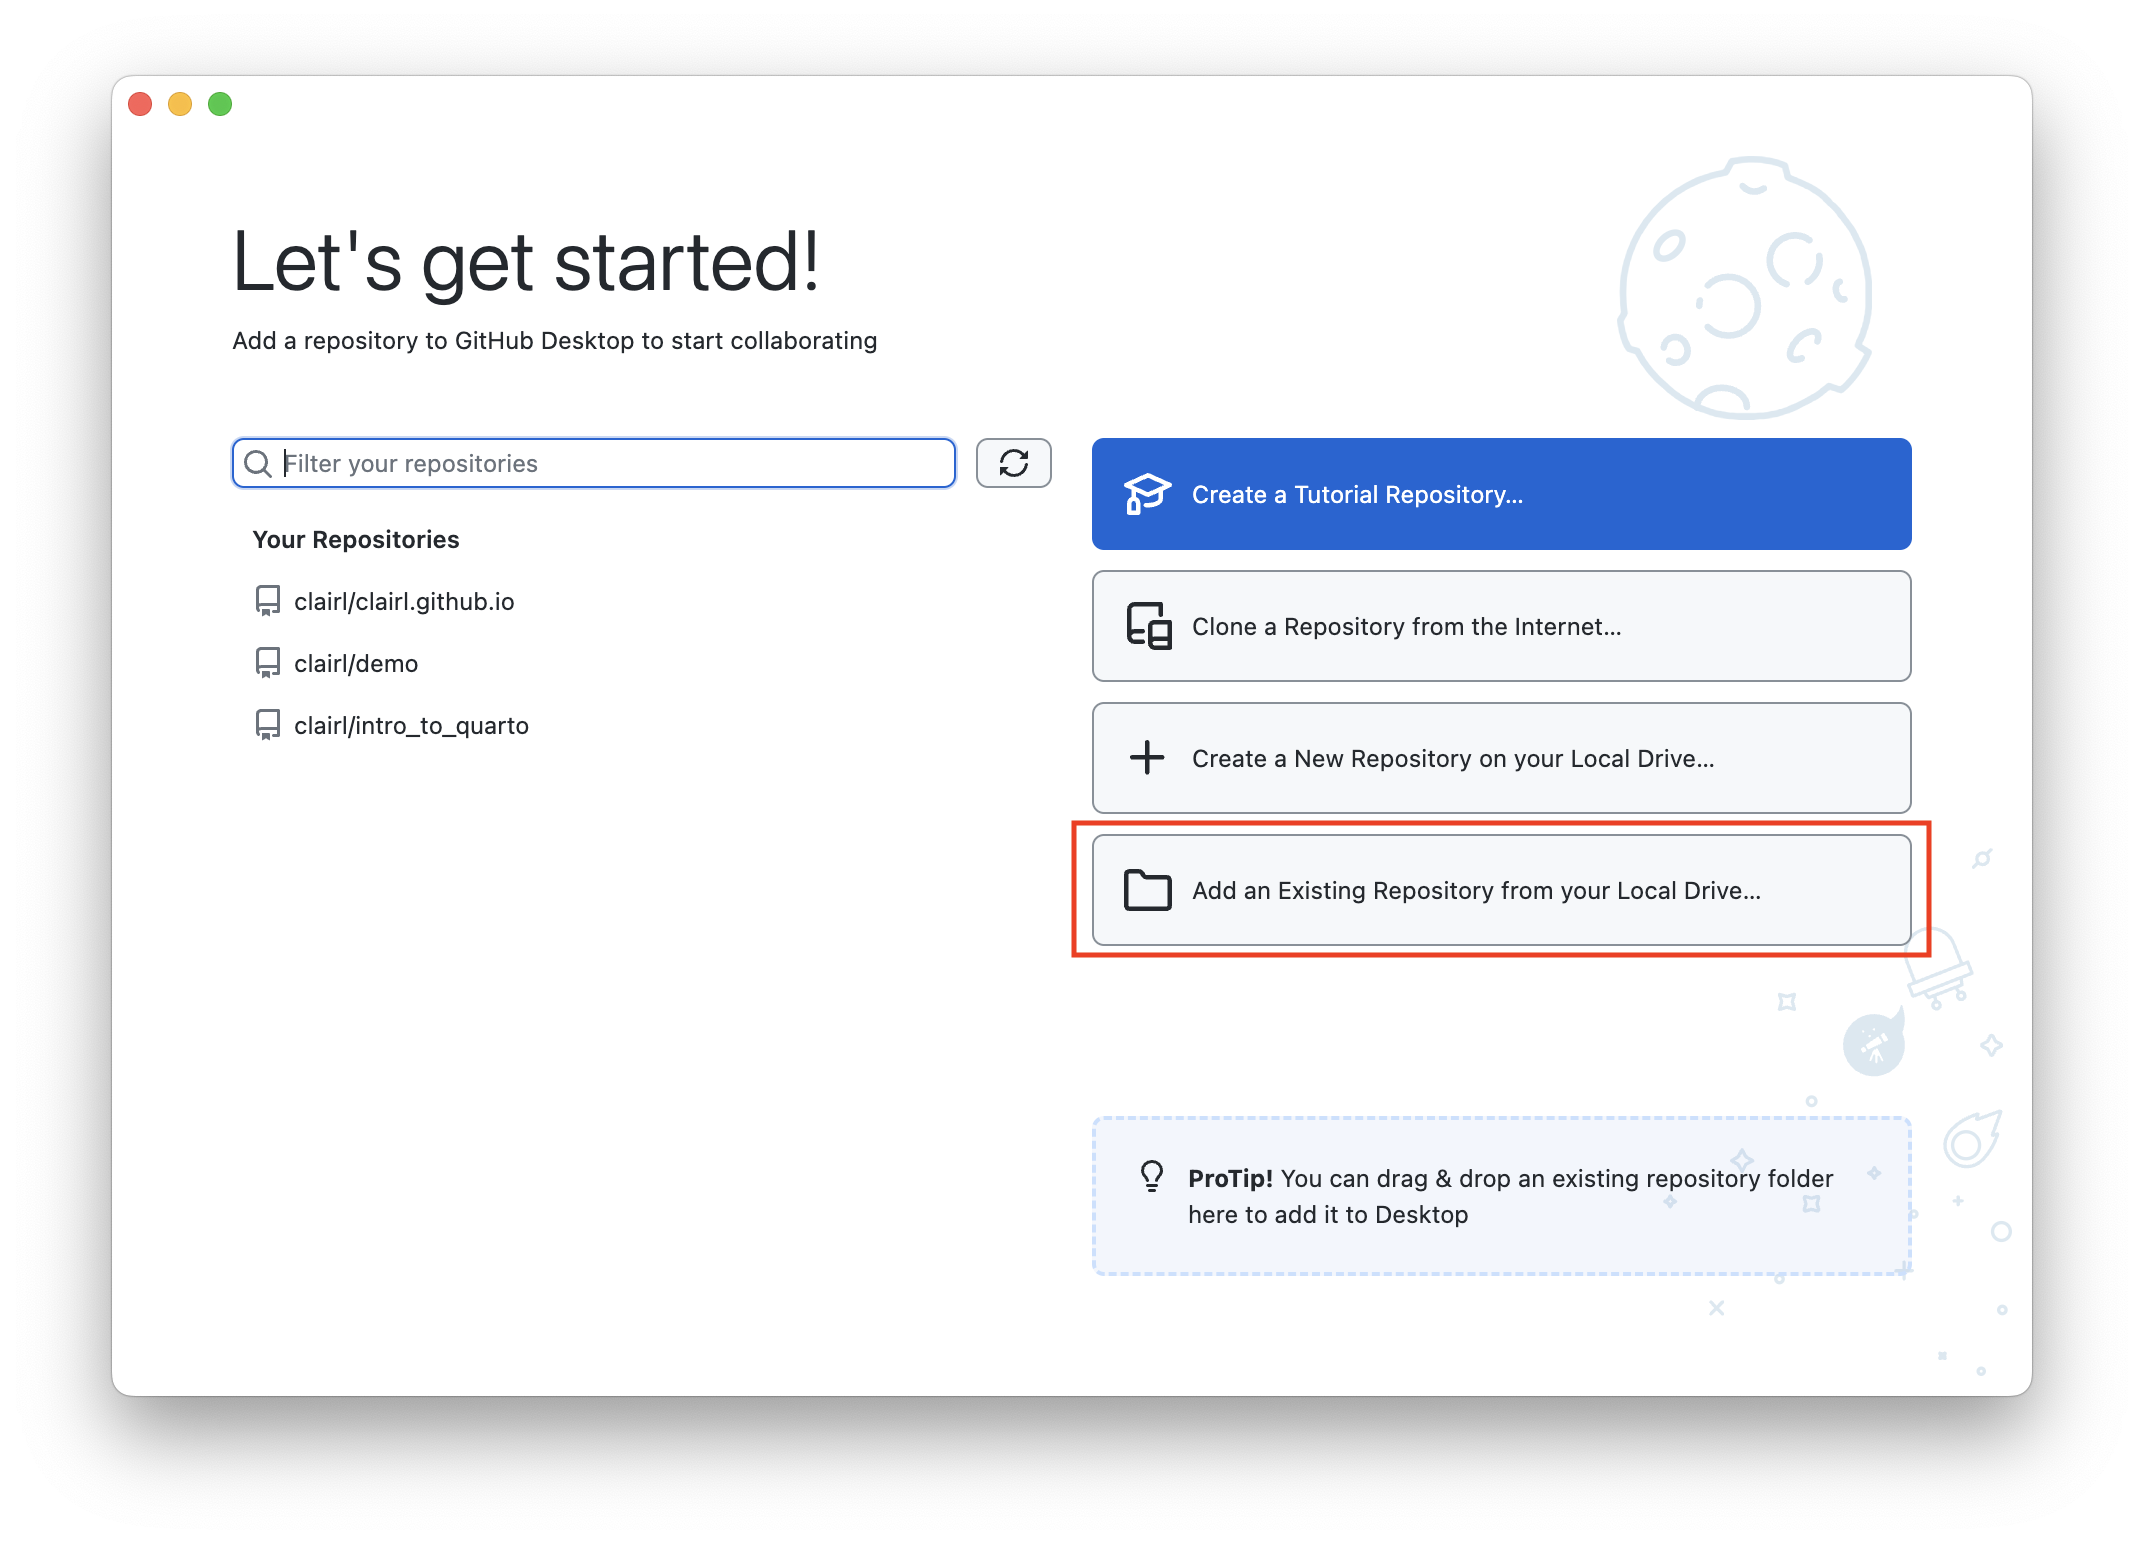 Let's get started!
Add a repository to GitHub Desktop to start collaborating
Filter your repositories
Your Repositories
clairl/clairl.github.io
clairl/demo
clairl/intro_to_quarto
Create a Tutorial Repository...
Clone a Repository from the Internet...
Create a New Repository on your Local Drive...
Add an Existing Repository from your Local Drive...
ProTip! You can drag & drop an existing repository folder
here to add it to Desktop